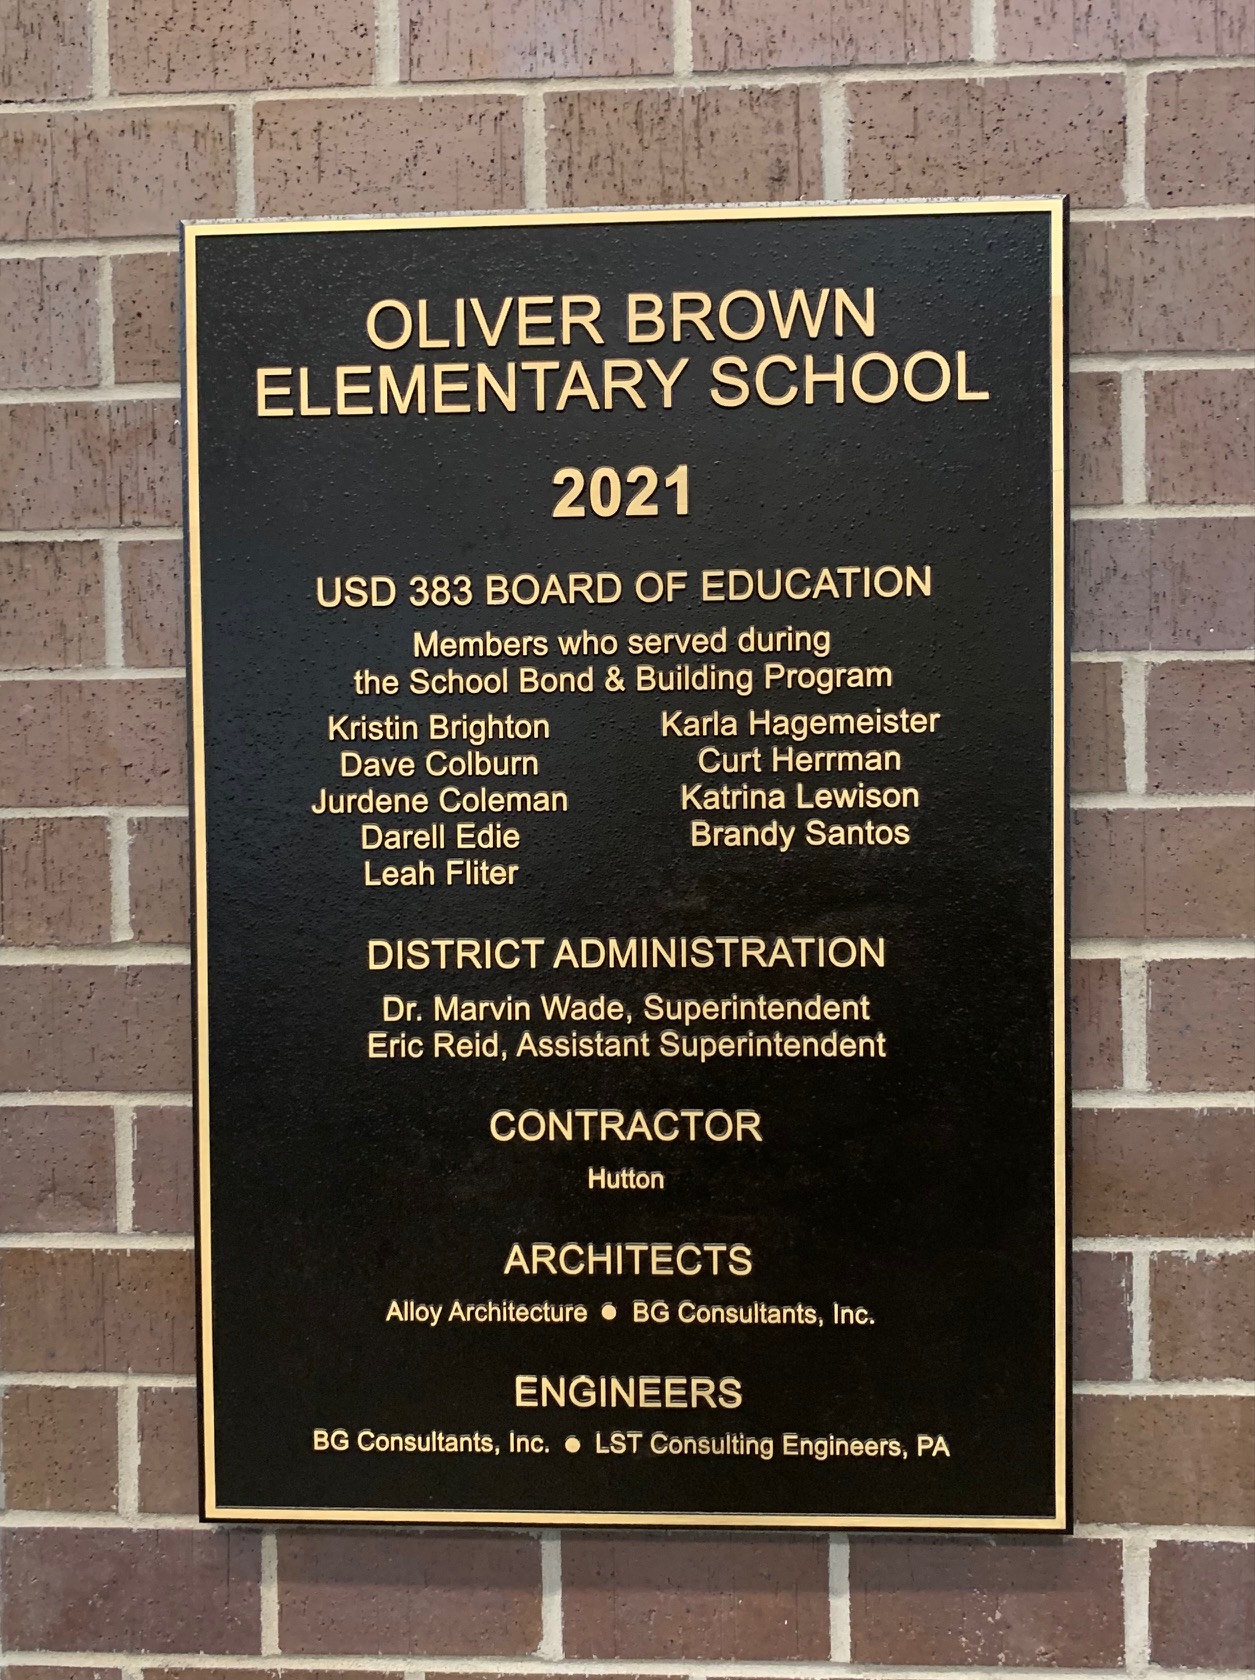 OLIVER BROWN
ELEMENTARY SCHOOL
2021
USD 383 BOARD OF EDUCATION
Members who served during
the School Bond & Building Program
Kristin Brighton
Dave Colburn
Jurdene Coleman
Darell Edie
Leah Fliter
Karla Hagemeister
Curt Herrman
Katrina Lewison
Brandy Santos
DISTRICT ADMINISTRATION
Dr. Marvin Wade, Superintendent
Eric Reid, Assistant Superintendent
CONTRACTOR
Hutton
ARCHITECTS
Alloy Architecture ● BG Consultants, Inc.
ENGINEERS
BG Consultants, Inc. ● LST Consulting Engineers, PA